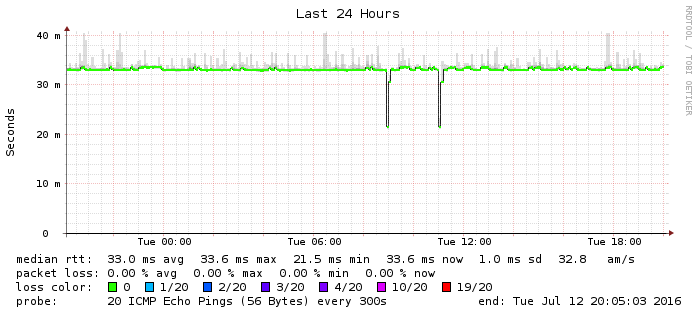 Last 24 Hours
RRDTOOL / TOBI OETIKER
Seconds
40 m
30 m
20 m
10 m
0
Tue 00:00 Tue 06:00 Tue 12:00 Tue 18:00
median rtt: 33.0 ms avg 33.6 ms max 21.5 ms min 33.6 ms now 1.0 ms sd 32.8 am/s
packet loss: 0.00 % avg 0.00 % max 0.00 % min 0.00 % now
loss color: 0 1/20 2/20 3/20 4/20 10/20 19/20
probe: 20 ICMP Echo Pings (56 Bytes) every 300s end: Tue Jul 12 20:05:03 2016